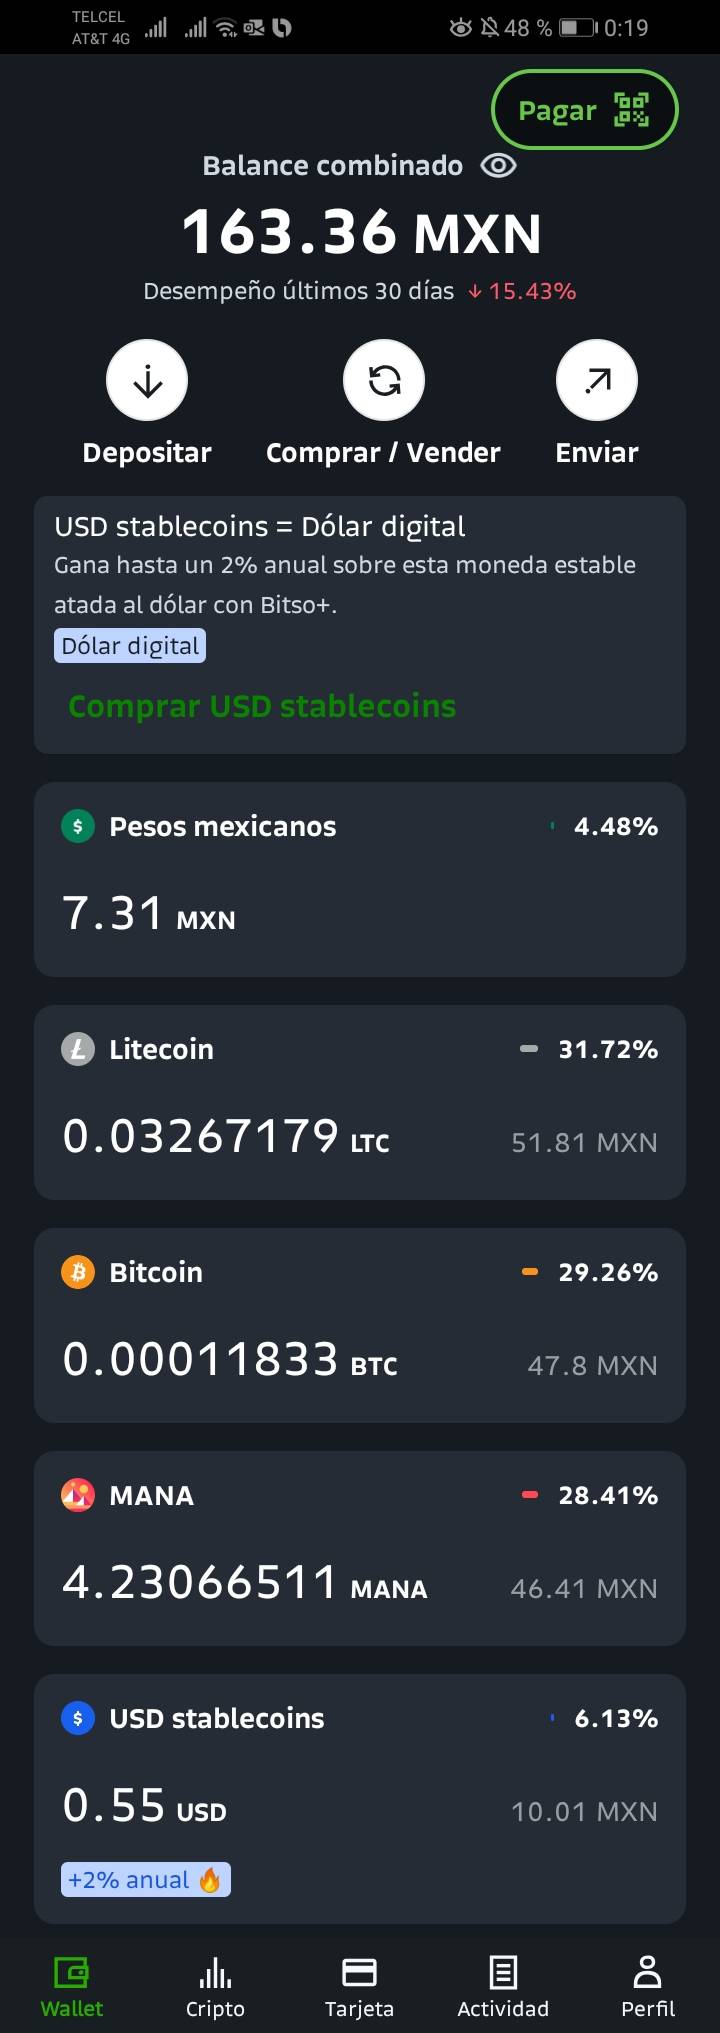 TELCEL
AT&T 4G
48 % 0:19
Pagar
Balance combinado
163.36 MXN
Desempeño últimos 30 días ↓ 15.43%
Depositar Comprar / Vender Enviar
USD stablecoins = Dólar digital
Gana hasta un 2% anual sobre esta moneda estable
atada al dólar con Bitso+.
Dólar digital
Comprar USD stablecoins
$ Pesos mexicanos 4.48%
7.31 MXN
Litecoin 31.72%
0.03267179 LTC 51.81 MXN
Bitcoin 29.26%
0.00011833 BTC 47.8 MXN
MANA 28.41%
4.23066511 MANA 46.41 MXN
$ USD stablecoins 6.13%
0.55 USD 10.01 MXN
+2% anual 🔥
Wallet Cripto Tarjeta Actividad Perfil